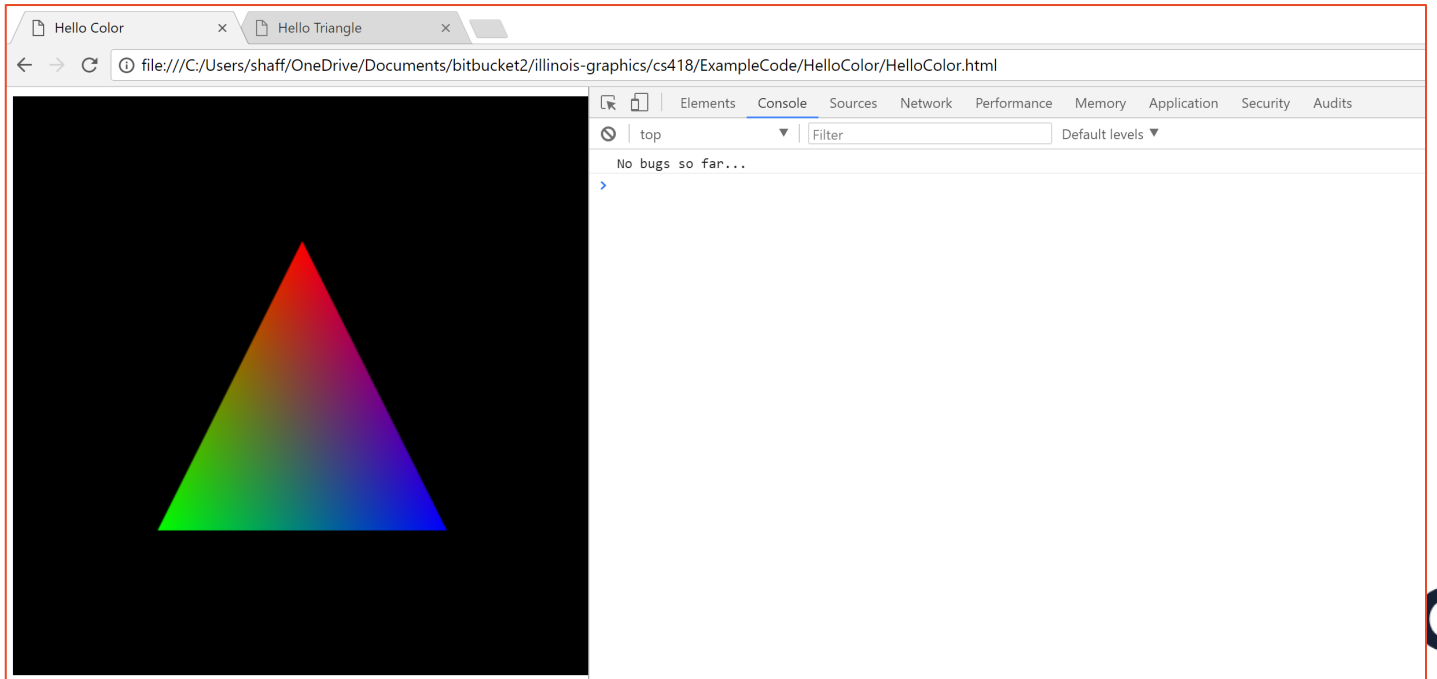 Hello Color × Hello Triangle ×
file:///C:/Users/shaff/OneDrive/Documents/bitbucket2/illinois-graphics/cs418/ExampleCode/HelloColor/HelloColor.html
Elements Console Sources Network Performance Memory Application Security Audits
top Filter Default levels
No bugs so far...